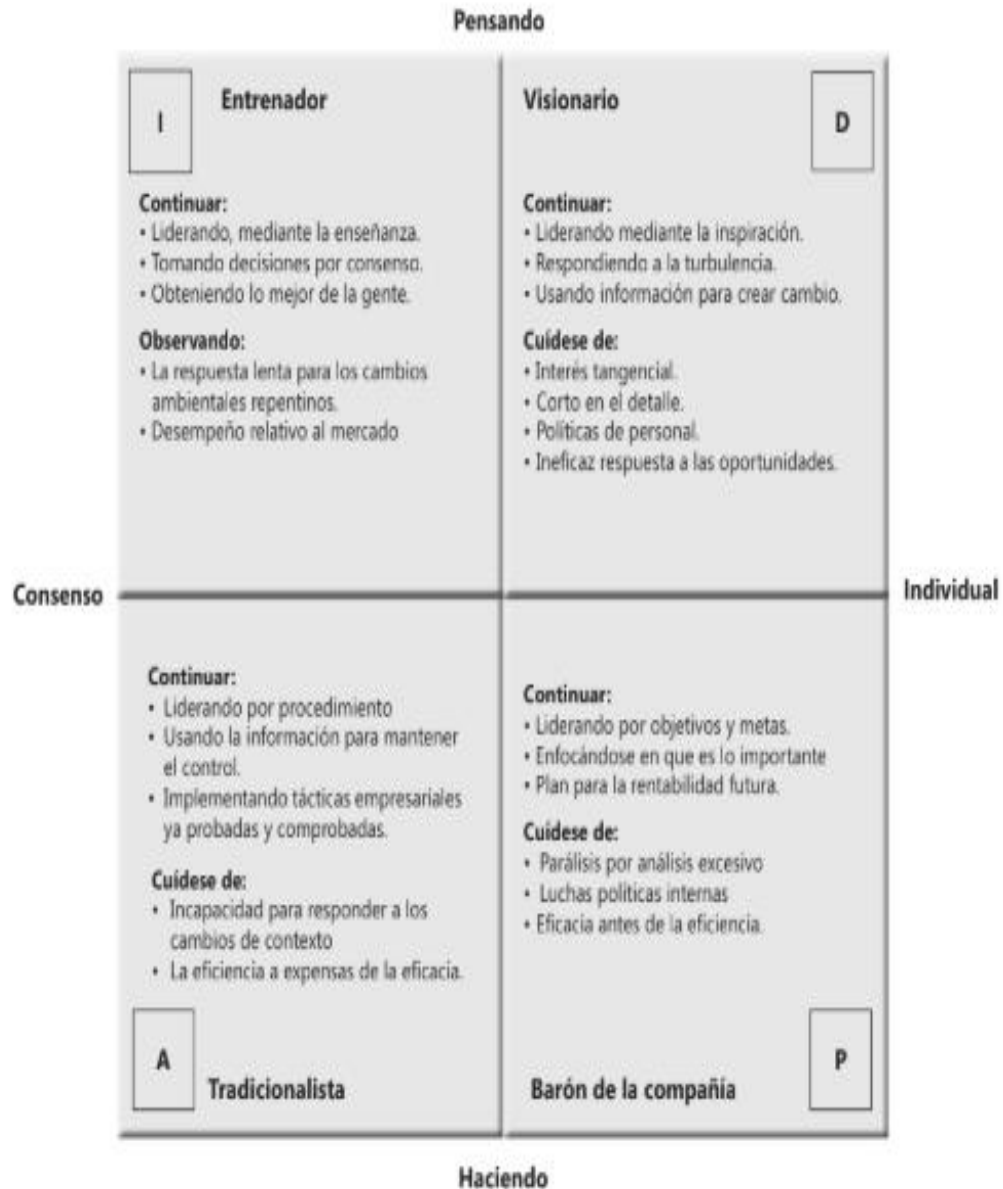 Pensando
I
Entrenador
Continuar:
• Liderando, mediante la enseñanza.
• Tomando decisiones por consenso.
• Obteniendo lo mejor de la gente.
Observando:
• La respuesta lenta para los cambios
ambientales repentinos.
• Desempeño relativo al mercado
Visionario
D
Continuar:
• Liderando mediante la inspiración.
• Respondiendo a la turbulencia.
• Usando información para crear cambio.
Cuídese de:
• Interés tangencial.
• Corto en el detalle.
• Políticas de personal.
• Ineficaz respuesta a las oportunidades.
Consenso
Individual
Continuar:
• Liderando por procedimiento
• Usando la información para mantener
el control.
• Implementando tácticas empresariales
ya probadas y comprobadas.
Cuídese de:
• Incapacidad para responder a los
cambios de contexto
• La eficiencia a expensas de la eficacia.
A
Tradicionalista
Continuar:
• Liderando por objetivos y metas.
• Enfocándose en que es lo importante
• Plan para la rentabilidad futura.
Cuídese de:
• Parálisis por análisis excesivo
• Luchas políticas internas
• Eficacia antes de la eficiencia.
Barón de la compañía
P
Haciendo